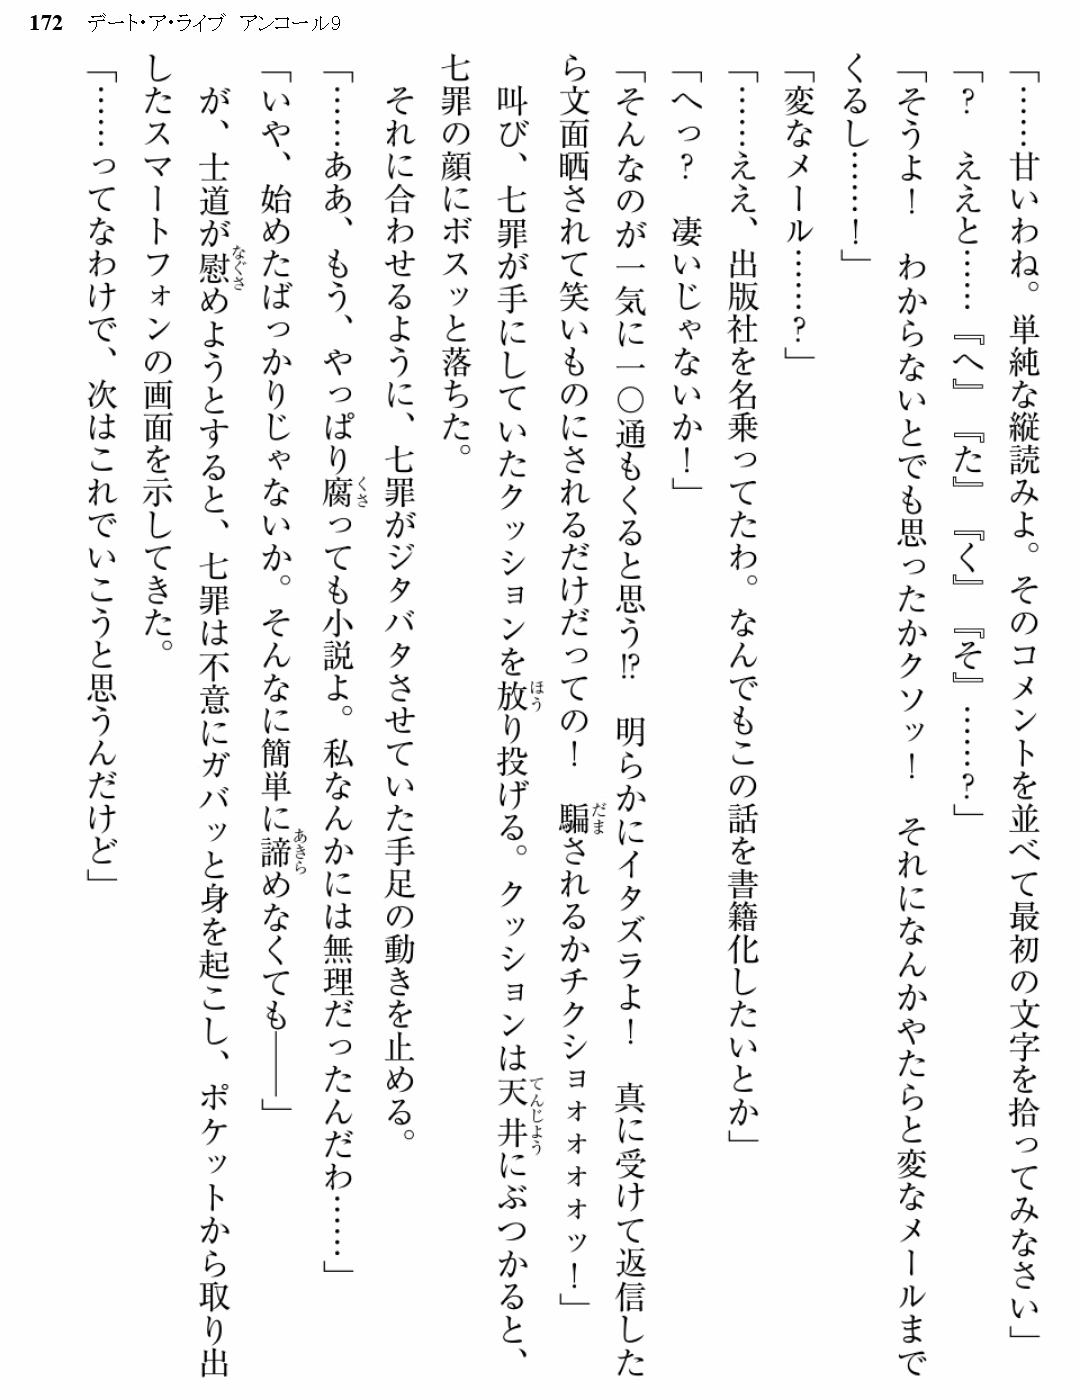 172 デート・ア・ライブ アンコール9
「……甘いわね。単純な縦読みよ。そのコメントを並べて最初の文字を拾ってみなさい」
「？　ええと……『へ』『た』『く』『そ』……？」
「そうよ！　わからないとでも思ったかクソッ！　それになんかやたらと変なメールまで
くるし……！」
「変なメール……？」
「……ええ、出版社を名乗ってたわ。なんでもこの話を書籍化したいとか」
「へっ？　凄いじゃないか！」
「そんなのが一気に一〇通もくると思う!?　明らかにイタズラよ！　真に受けて返信した
ら文面晒されて笑いものにされるだけだっての！　騙されるかチクショォォォォッ！」
叫び、七罪が手にしていたクッションを放り投げる。クッションは天井にぶつかると、
七罪の顔にボスッと落ちた。
それに合わせるように、七罪がジタバタさせていた手足の動きを止める。
「……ああ、もう、やっぱり腐っても小説よ。私なんかには無理だったんだわ……」
「いや、始めたばっかりじゃないか。そんなに簡単に諦めなくても――」
が、士道が慰めようとすると、七罪は不意にガバッと身を起こし、ポケットから取り出
したスマートフォンの画面を示してきた。
「……ってなわけで、次はこれでいこうと思うんだけど」